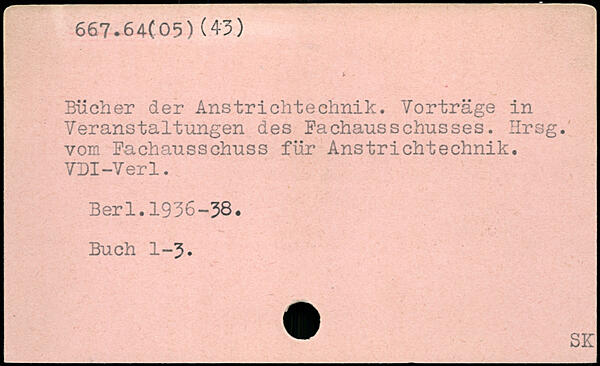 667.64(05)(43)
Bücher der Anstrichtechnik. Vorträge in
Veranstaltungen des Fachausschusses. Hrsg.
vom Fachausschuss für Anstrichtechnik.
VDI-Verl.
Berl.1936-38.
Buch 1-3.
SK